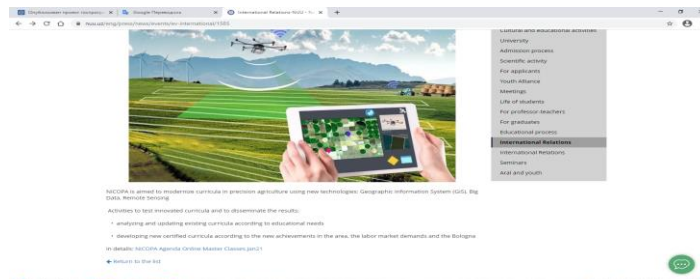 Google Переводчик
International Relations
Cultural and educational activities
University
Admission process
Scientific activity
For applicants
Youth Alliance
Meetings
Life of students
For professor-teachers
For graduates
Educational process
International Relations
International Relations
Seminars
Aral and youth
NICOPA is aimed to modernize curricula in precision agriculture using new technologies: Geographic Information System (GIS), Big
Data, Remote Sensing
Activities to test innovated curricula and to disseminate the results:
• analysing and updating existing curricula according to educational needs
• developing new certified curricula according to the new achievements in the area, the labor market demands and the Bologna
In details: NICOPA Agenda Online Master Classes Jan21
Return to the list